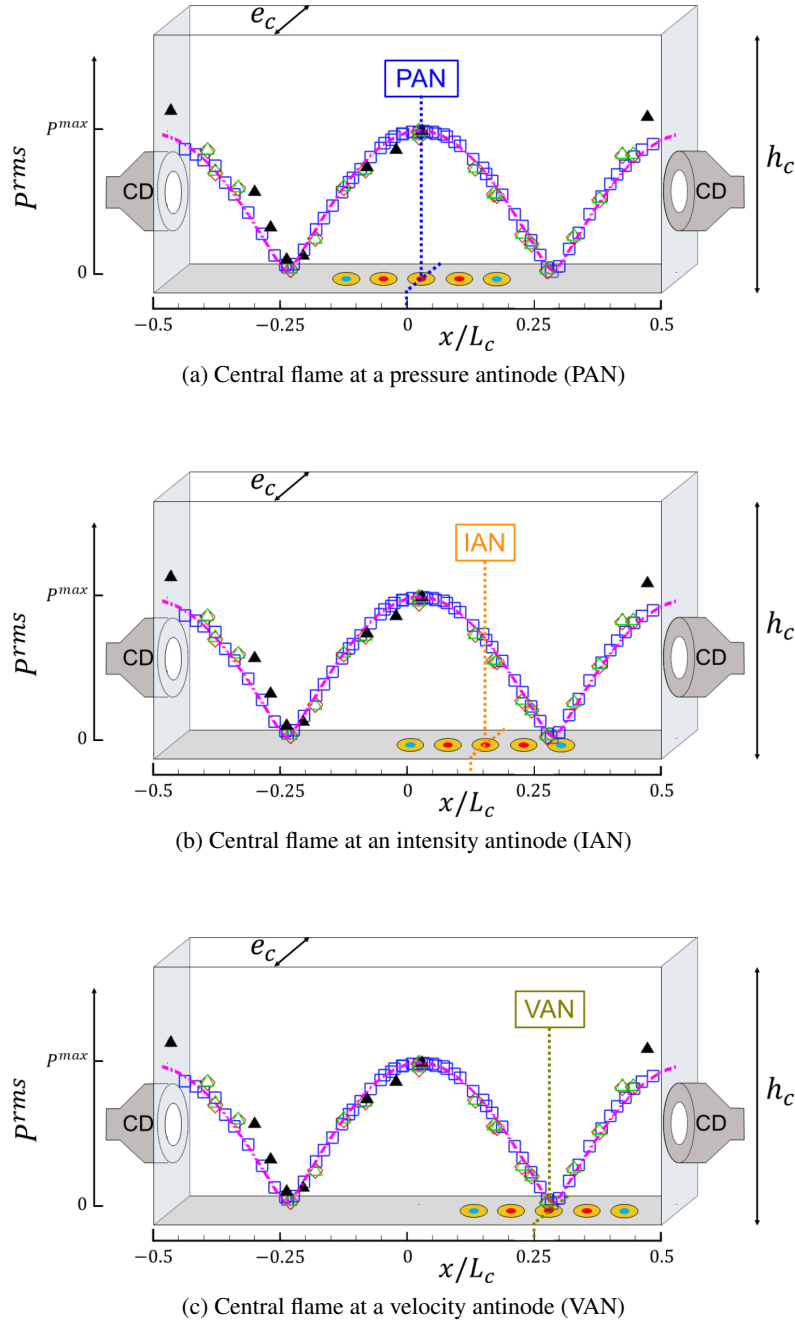 e_c
PAN
P^{max}
P^{rms}
CD
CD
h_c
0
−0.5 −0.25 0 0.25 0.5
x/L_c
(a) Central flame at a pressure antinode (PAN)
e_c
IAN
P^{max}
P^{rms}
CD
CD
h_c
0
−0.5 −0.25 0 0.25 0.5
x/L_c
(b) Central flame at an intensity antinode (IAN)
e_c
VAN
P^{max}
P^{rms}
CD
CD
h_c
0
−0.5 −0.25 0 0.25 0.5
x/L_c
(c) Central flame at a velocity antinode (VAN)